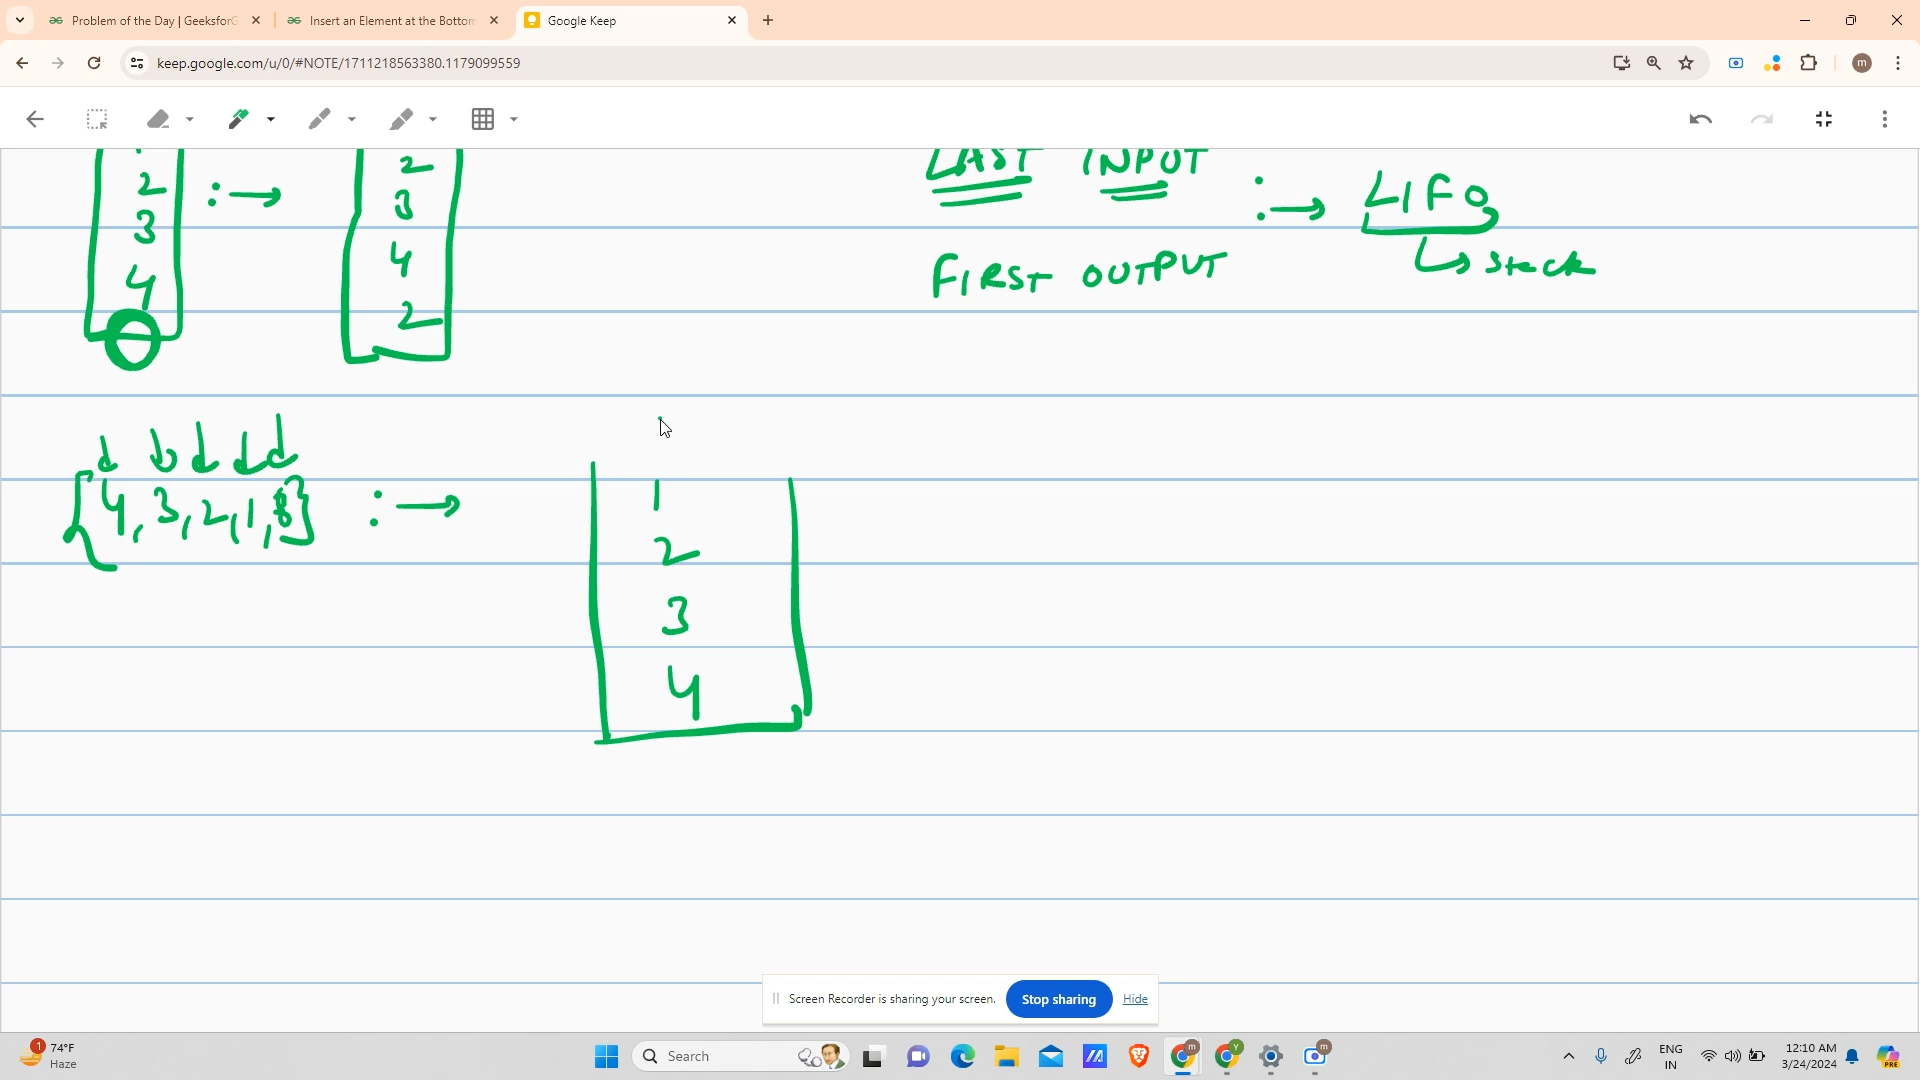 Problem of the Day | GeeksforG
Insert an Element at the Bottom
Google Keep
keep.google.com/u/0/#NOTE/1711218563380.1179099559
m
2
3
4
2
3
4
2
LAST INPUT
FIRST OUTPUT
LIFO
Stack
{4, 3, 2, 1, 8}
1
2
3
4
Screen Recorder is sharing your screen.
Stop sharing
Hide
1
74°F
Haze
Search
m
Y
m
ENG
IN
12:10 AM
3/24/2024
PRE